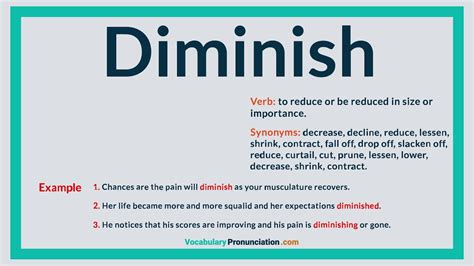 Diminish
Verb: to reduce or be reduced in size or
importance.
Synonyms: decrease, decline, reduce, lessen,
shrink, contract, fall off, drop off, slacken off,
reduce, curtail, cut, prune, lessen, lower,
decrease, shrink, contract.
Example 1. Chances are the pain will diminish as your musculature recovers.
2. Her life became more and more squalid and her expectations diminished.
3. He notices that his scores are improving and his pain is diminishing or gone.
VocabularyPronunciation.com